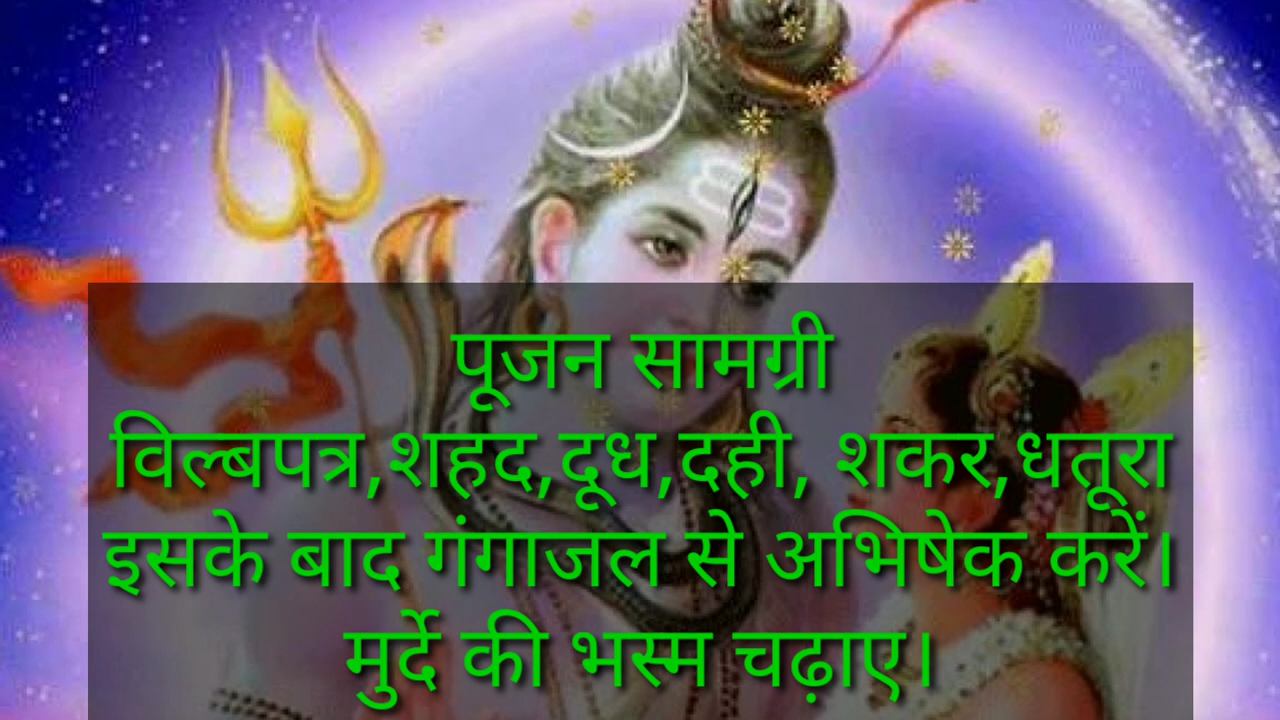 पूजन सामग्री
विल्बपत्र,शहद,दूध,दही, शकर,धतूरा
इसके बाद गंगाजल से अभिषेक करें।
मुर्दे की भस्म चढ़ाए।